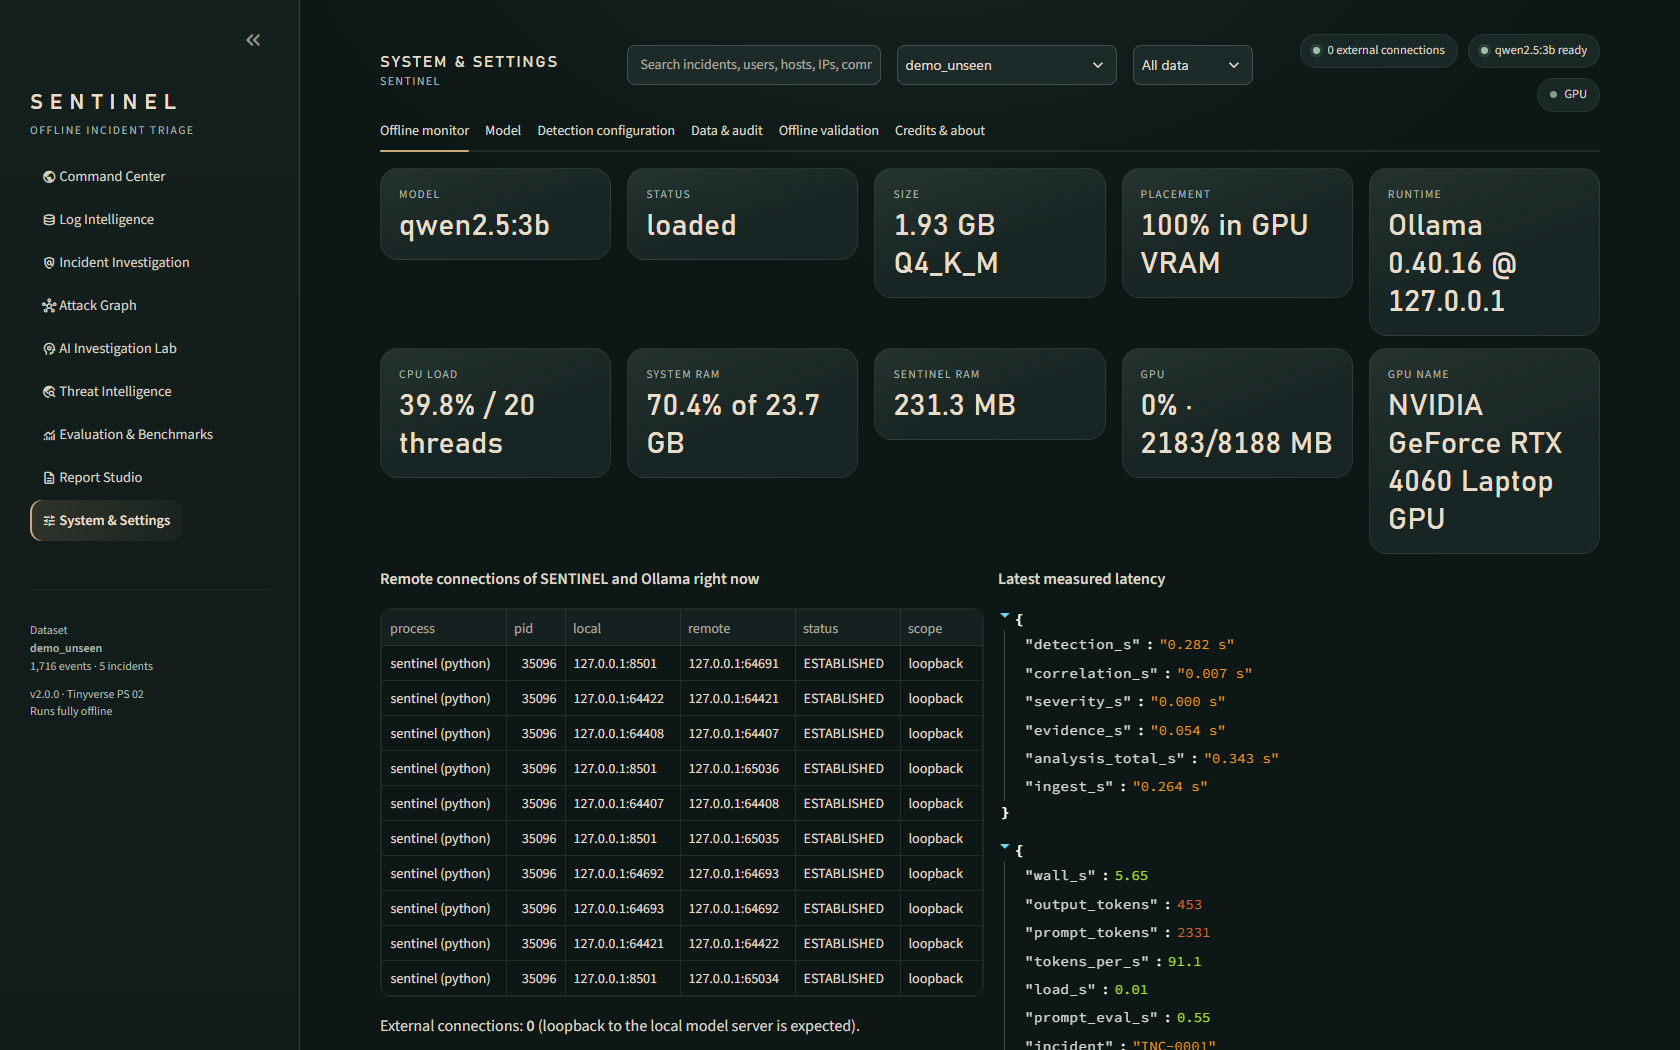 SENTINEL
OFFLINE INCIDENT TRIAGE
Command Center
Log Intelligence
Incident Investigation
Attack Graph
AI Investigation Lab
Threat Intelligence
Evaluation & Benchmarks
Report Studio
System & Settings
Dataset
demo_unseen
1,716 events · 5 incidents
v2.0.0 · Tinyverse PS 02
Runs fully offline
SYSTEM & SETTINGS
SENTINEL
Search incidents, users, hosts, IPs, comr
demo_unseen
All data
0 external connections
qwen2.5:3b ready
GPU
Offline monitor Model Detection configuration Data & audit Offline validation Credits & about
MODEL
qwen2.5:3b
STATUS
loaded
SIZE
1.93 GB
Q4_K_M
PLACEMENT
100% in GPU
VRAM
RUNTIME
Ollama
0.40.16 @
127.0.0.1
CPU LOAD
39.8% / 20
threads
SYSTEM RAM
70.4% of 23.7
GB
SENTINEL RAM
231.3 MB
GPU
0% ·
2183/8188 MB
GPU NAME
NVIDIA
GeForce RTX
4060 Laptop
GPU
Remote connections of SENTINEL and Ollama right now
process pid local remote status scope
sentinel (python) 35096 127.0.0.1:8501 127.0.0.1:64691 ESTABLISHED loopback
sentinel (python) 35096 127.0.0.1:64422 127.0.0.1:64421 ESTABLISHED loopback
sentinel (python) 35096 127.0.0.1:64408 127.0.0.1:64407 ESTABLISHED loopback
sentinel (python) 35096 127.0.0.1:8501 127.0.0.1:65036 ESTABLISHED loopback
sentinel (python) 35096 127.0.0.1:64407 127.0.0.1:64408 ESTABLISHED loopback
sentinel (python) 35096 127.0.0.1:8501 127.0.0.1:65035 ESTABLISHED loopback
sentinel (python) 35096 127.0.0.1:64692 127.0.0.1:64693 ESTABLISHED loopback
sentinel (python) 35096 127.0.0.1:64693 127.0.0.1:64692 ESTABLISHED loopback
sentinel (python) 35096 127.0.0.1:64421 127.0.0.1:64422 ESTABLISHED loopback
sentinel (python) 35096 127.0.0.1:8501 127.0.0.1:65034 ESTABLISHED loopback
External connections: 0 (loopback to the local model server is expected).
Latest measured latency
{
"detection_s" : "0.282 s"
"correlation_s" : "0.007 s"
"severity_s" : "0.000 s"
"evidence_s" : "0.054 s"
"analysis_total_s" : "0.343 s"
"ingest_s" : "0.264 s"
}
{
"wall_s" : 5.65
"output_tokens" : 453
"prompt_tokens" : 2331
"tokens_per_s" : 91.1
"load_s" : 0.01
"prompt_eval_s" : 0.55
"incident" : "INC-0001"